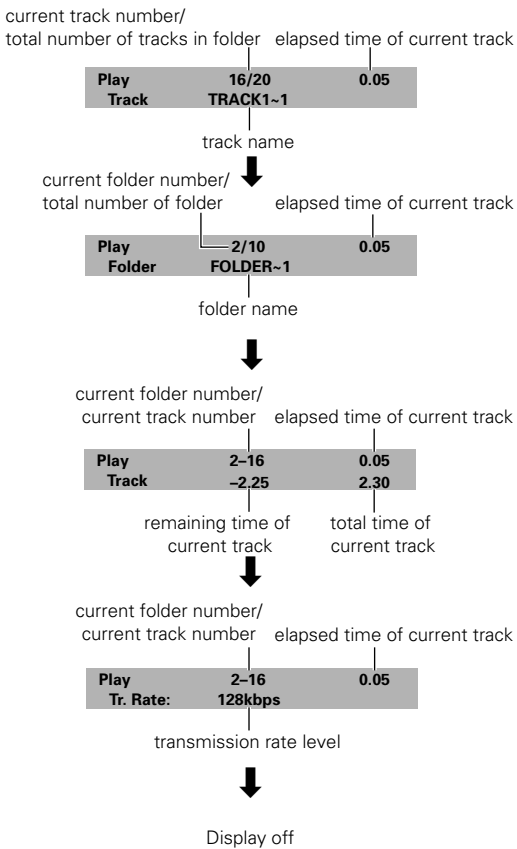 current track number/
total number of tracks in folder elapsed time of current track
Play 16/20 0.05
Track TRACK1~1
track name
current folder number/
total number of folder elapsed time of current track
Play 2/10 0.05
Folder FOLDER~1
folder name
current folder number/
current track number elapsed time of current track
Play 2–16 0.05
Track –2.25 2.30
remaining time of total time of
current track current track
current folder number/
current track number elapsed time of current track
Play 2–16 0.05
Tr. Rate: 128kbps
transmission rate level
Display off